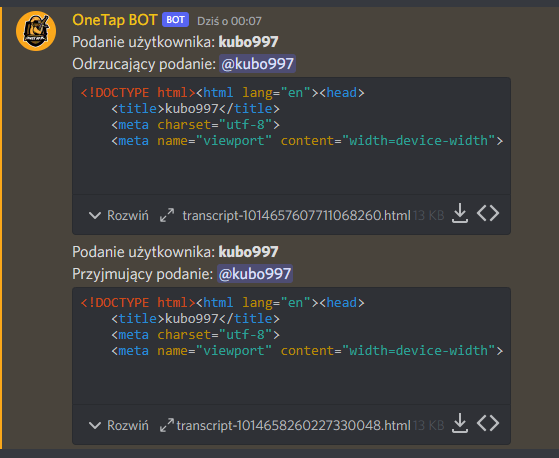 OneTap BOT BOT Dziś o 00:07
Podanie użytkownika: kubo997
Odrzucający podanie: @kubo997
<!DOCTYPE html><html lang="en"><head>
<title>kubo997</title>
<meta charset="utf-8">
<meta name="viewport" content="width=device-width">
Rozwiń transcript-1014657607711068260.html 13 KB
Podanie użytkownika: kubo997
Przyjmujący podanie: @kubo997
<!DOCTYPE html><html lang="en"><head>
<title>kubo997</title>
<meta charset="utf-8">
<meta name="viewport" content="width=device-width">
Rozwiń transcript-1014658260227330048.html 13 KB